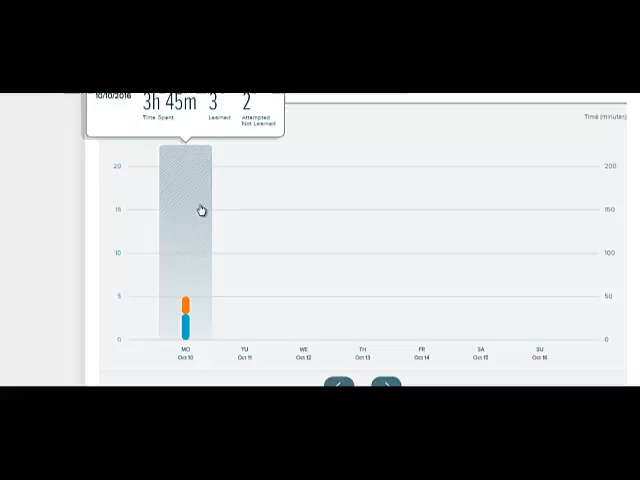 10/10/2016
3h 45m 3 2
Time Spent Learned Attempted
Not Learned
Time (minutes)
20 200
15 150
10 100
5 50
0 0
MO TU WE TH FR SA SU
Oct 10 Oct 11 Oct 12 Oct 13 Oct 14 Oct 15 Oct 16